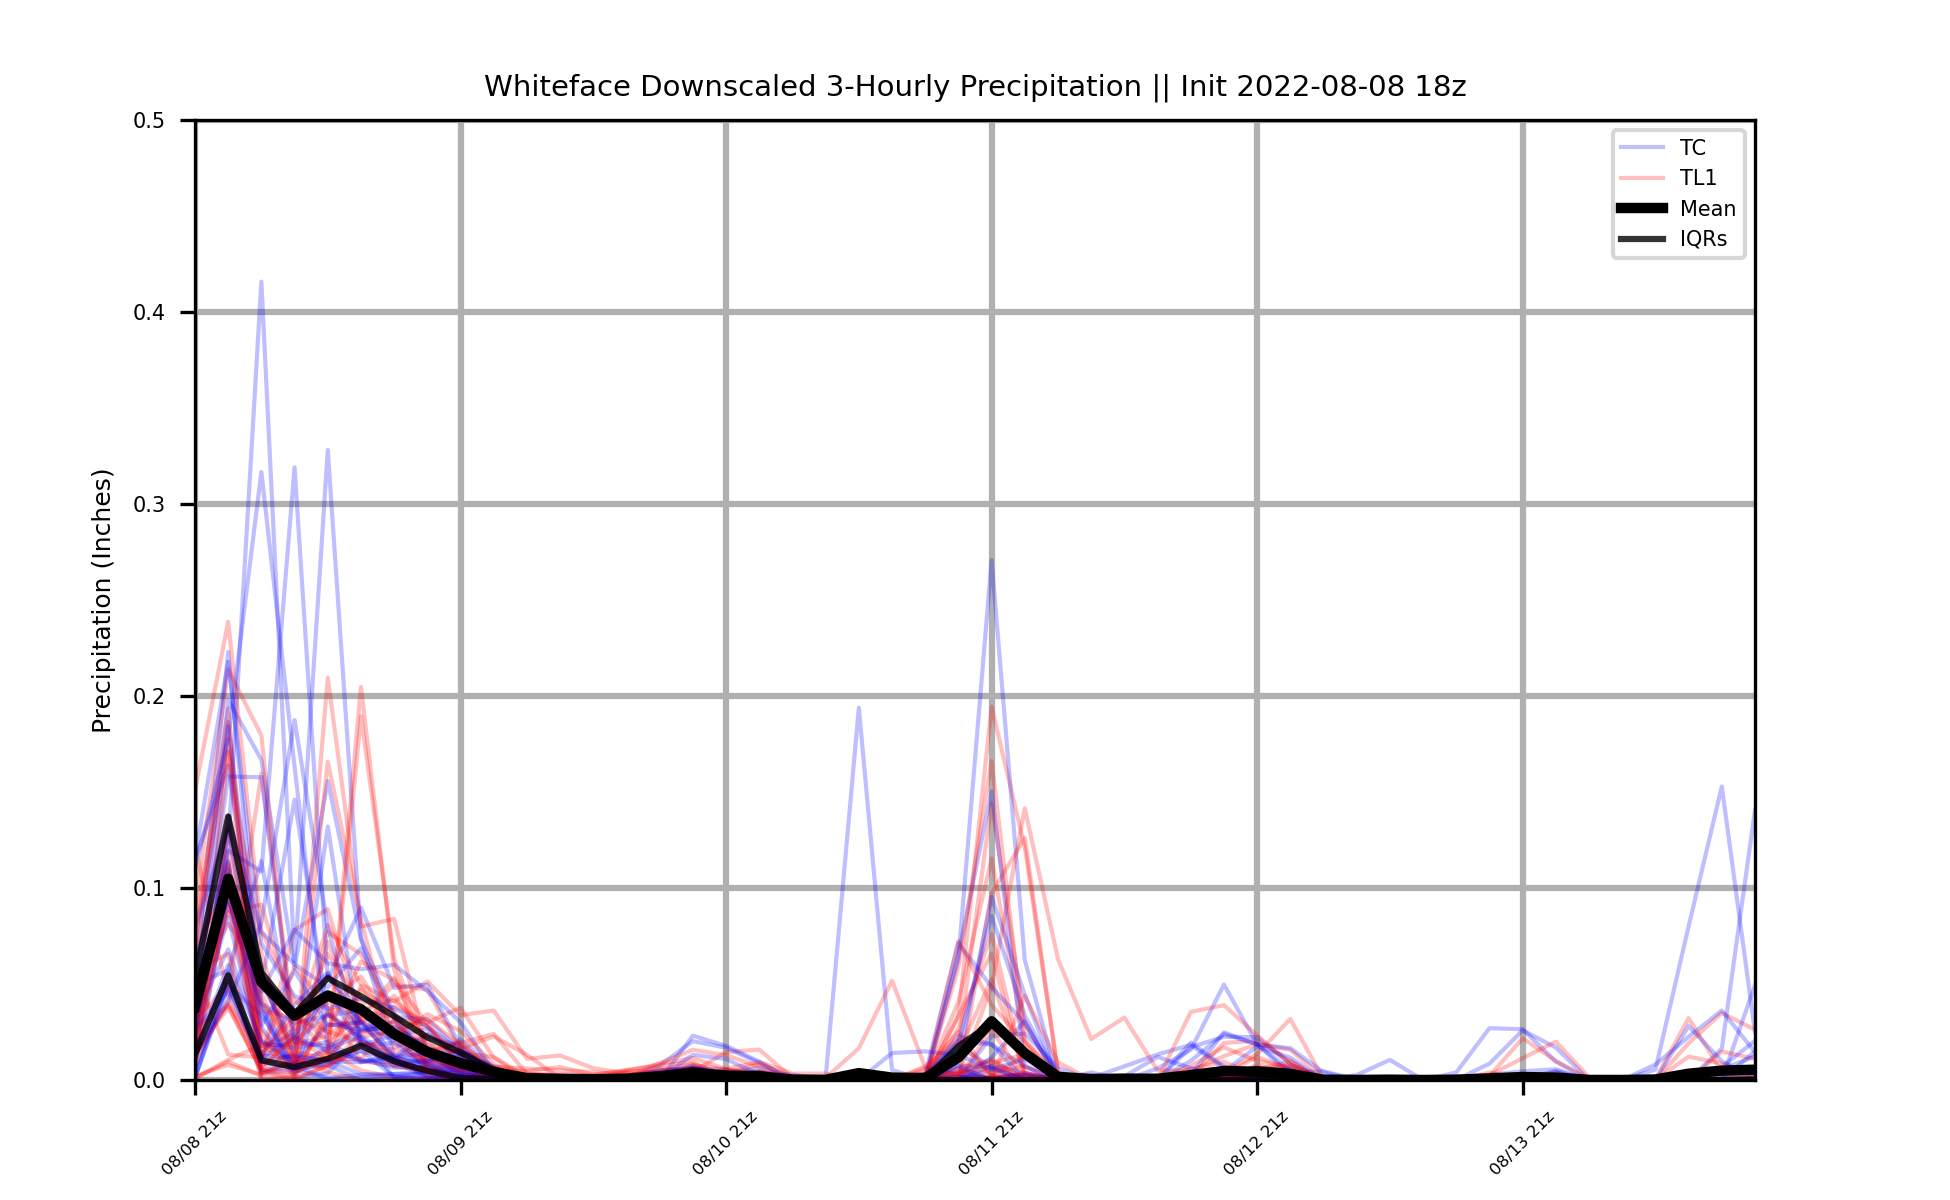 Whiteface Downscaled 3-Hourly Precipitation || Init 2022-08-08 18z
0.5
0.4
0.3
0.2
0.1
0.0
Precipitation (Inches)
TC
TL1
Mean
IQRs
08/08 21z
08/09 21z
08/10 21z
08/11 21z
08/12 21z
08/13 21z